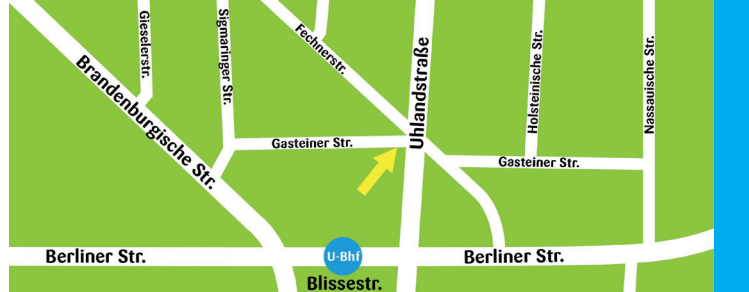 Gieselerstr.
Sigmaringer Str.
Fechnerstr.
Uhlandstraße
Holsteinische Str.
Nassauische Str.
Brandenburgische Str.
Gasteiner Str.
Gasteiner Str.
Berliner Str.
U-Bhf
Berliner Str.
Blissestr.